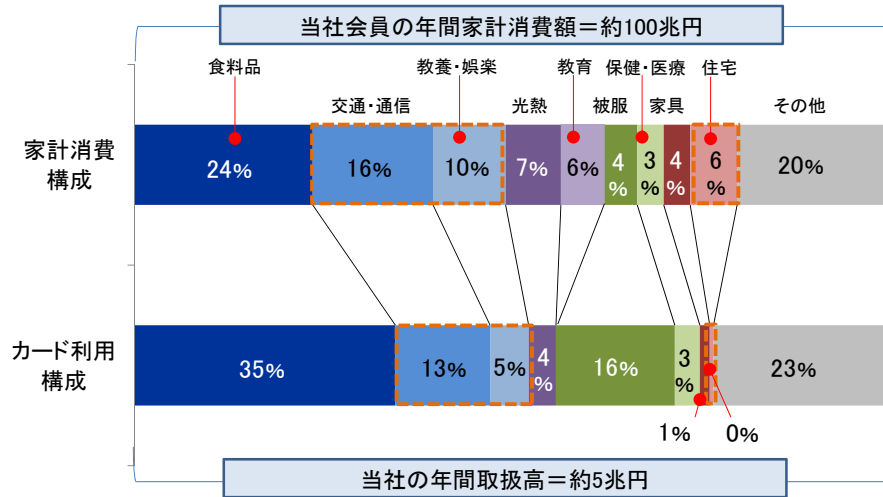 当社会員の年間家計消費額＝約100兆円
食料品
教養・娯楽
教育
保健・医療
住宅
交通・通信
光熱
被服
家具
その他
家計消費
構成
24%
16%
10%
7%
6%
4
%
3
%
4
%
6
%
20%
カード利用
構成
35%
13%
5%
4
%
16%
3
%
23%
1%
0%
当社の年間取扱高＝約5兆円